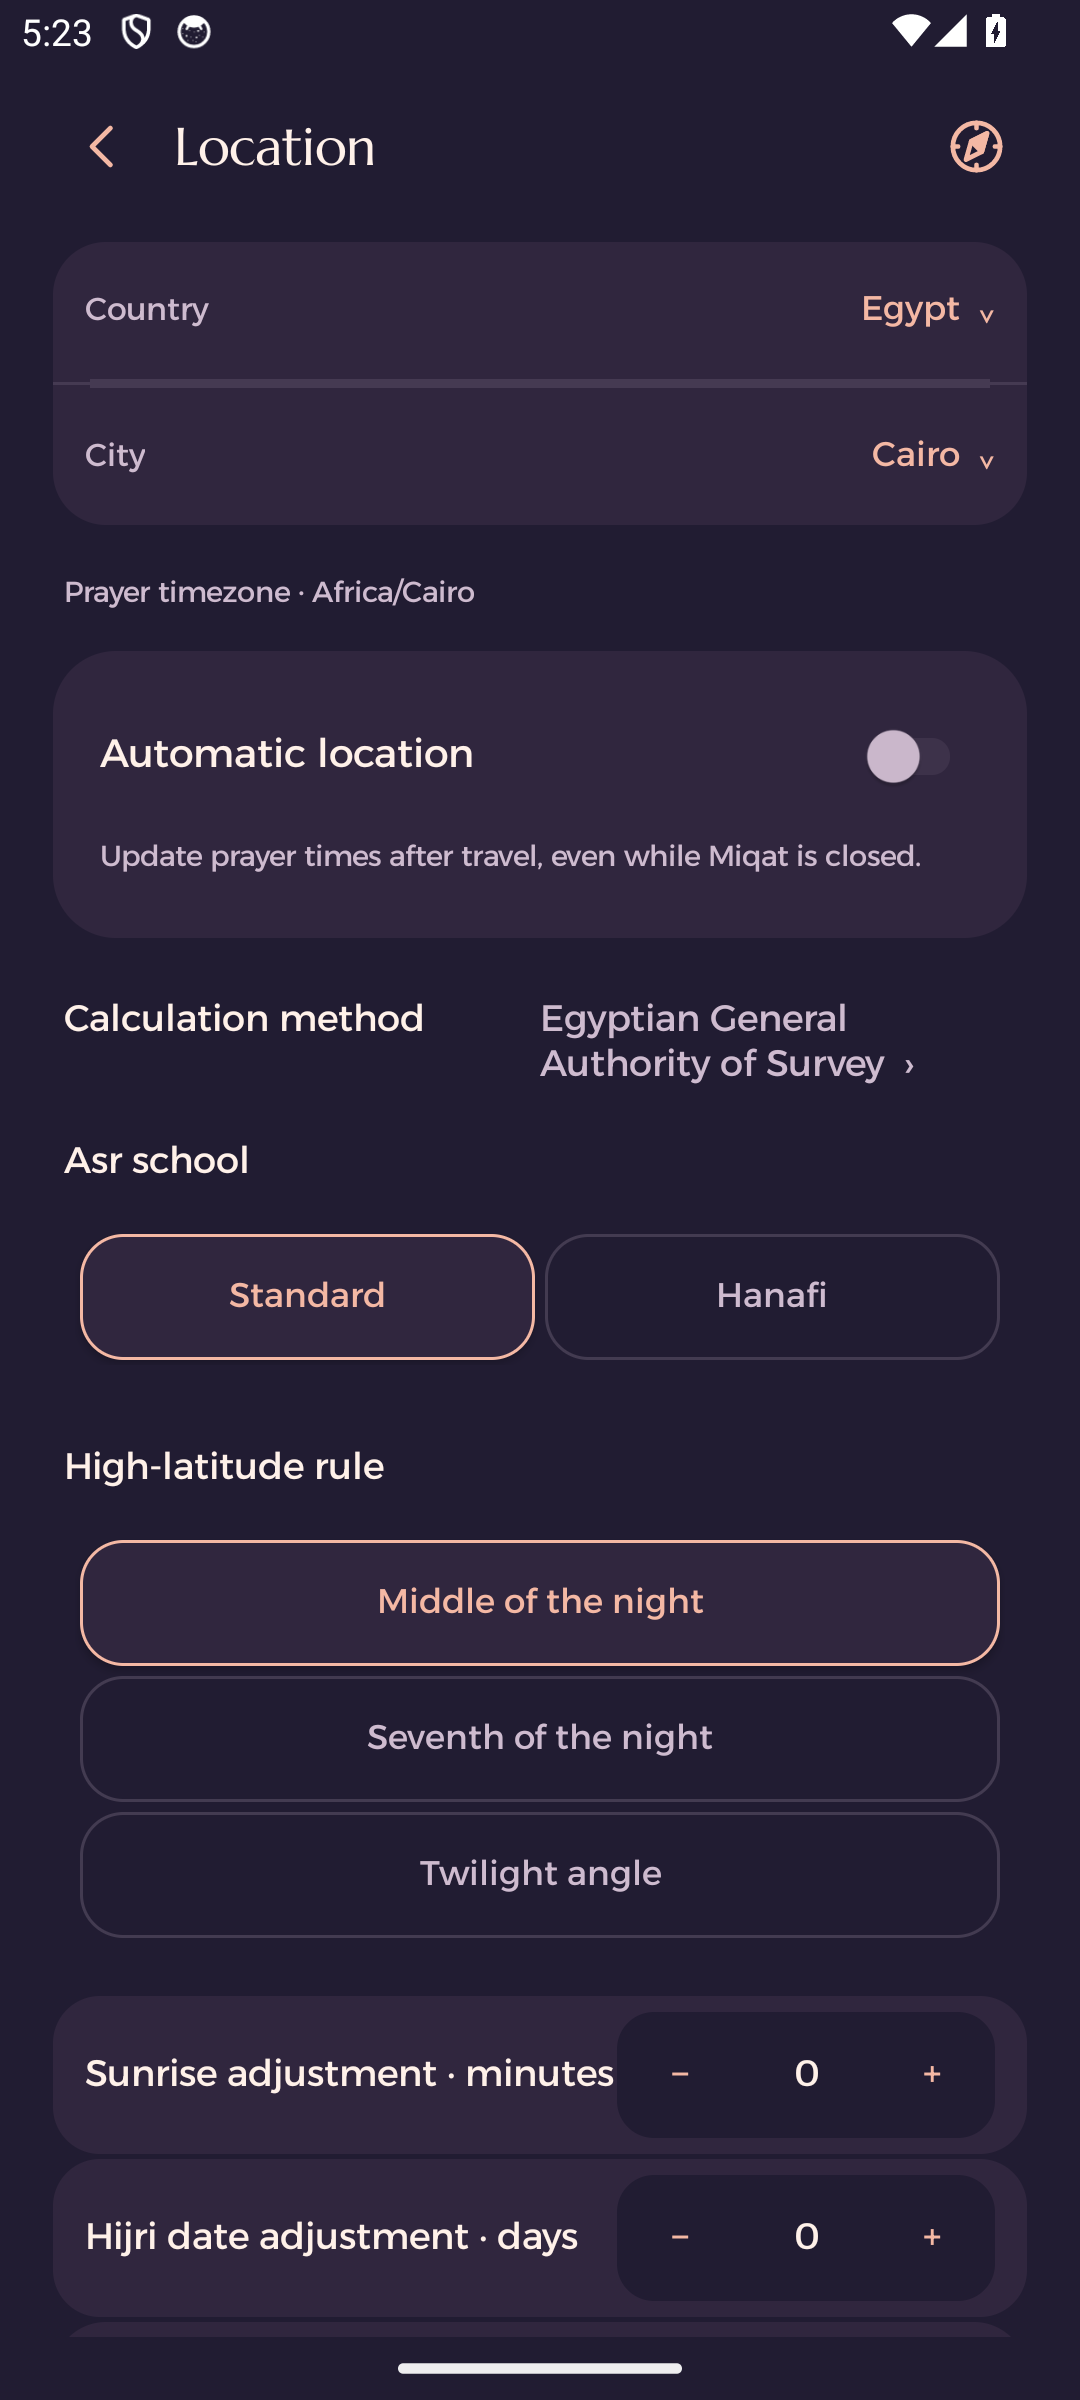 5:23
Location
Country
Egypt ˅
City
Cairo ˅
Prayer timezone · Africa/Cairo
Automatic location
Update prayer times after travel, even while Miqat is closed.
Calculation method
Egyptian General
Authority of Survey ›
Asr school
Standard
Hanafi
High-latitude rule
Middle of the night
Seventh of the night
Twilight angle
Sunrise adjustment · minutes
− 0 +
Hijri date adjustment · days
− 0 +